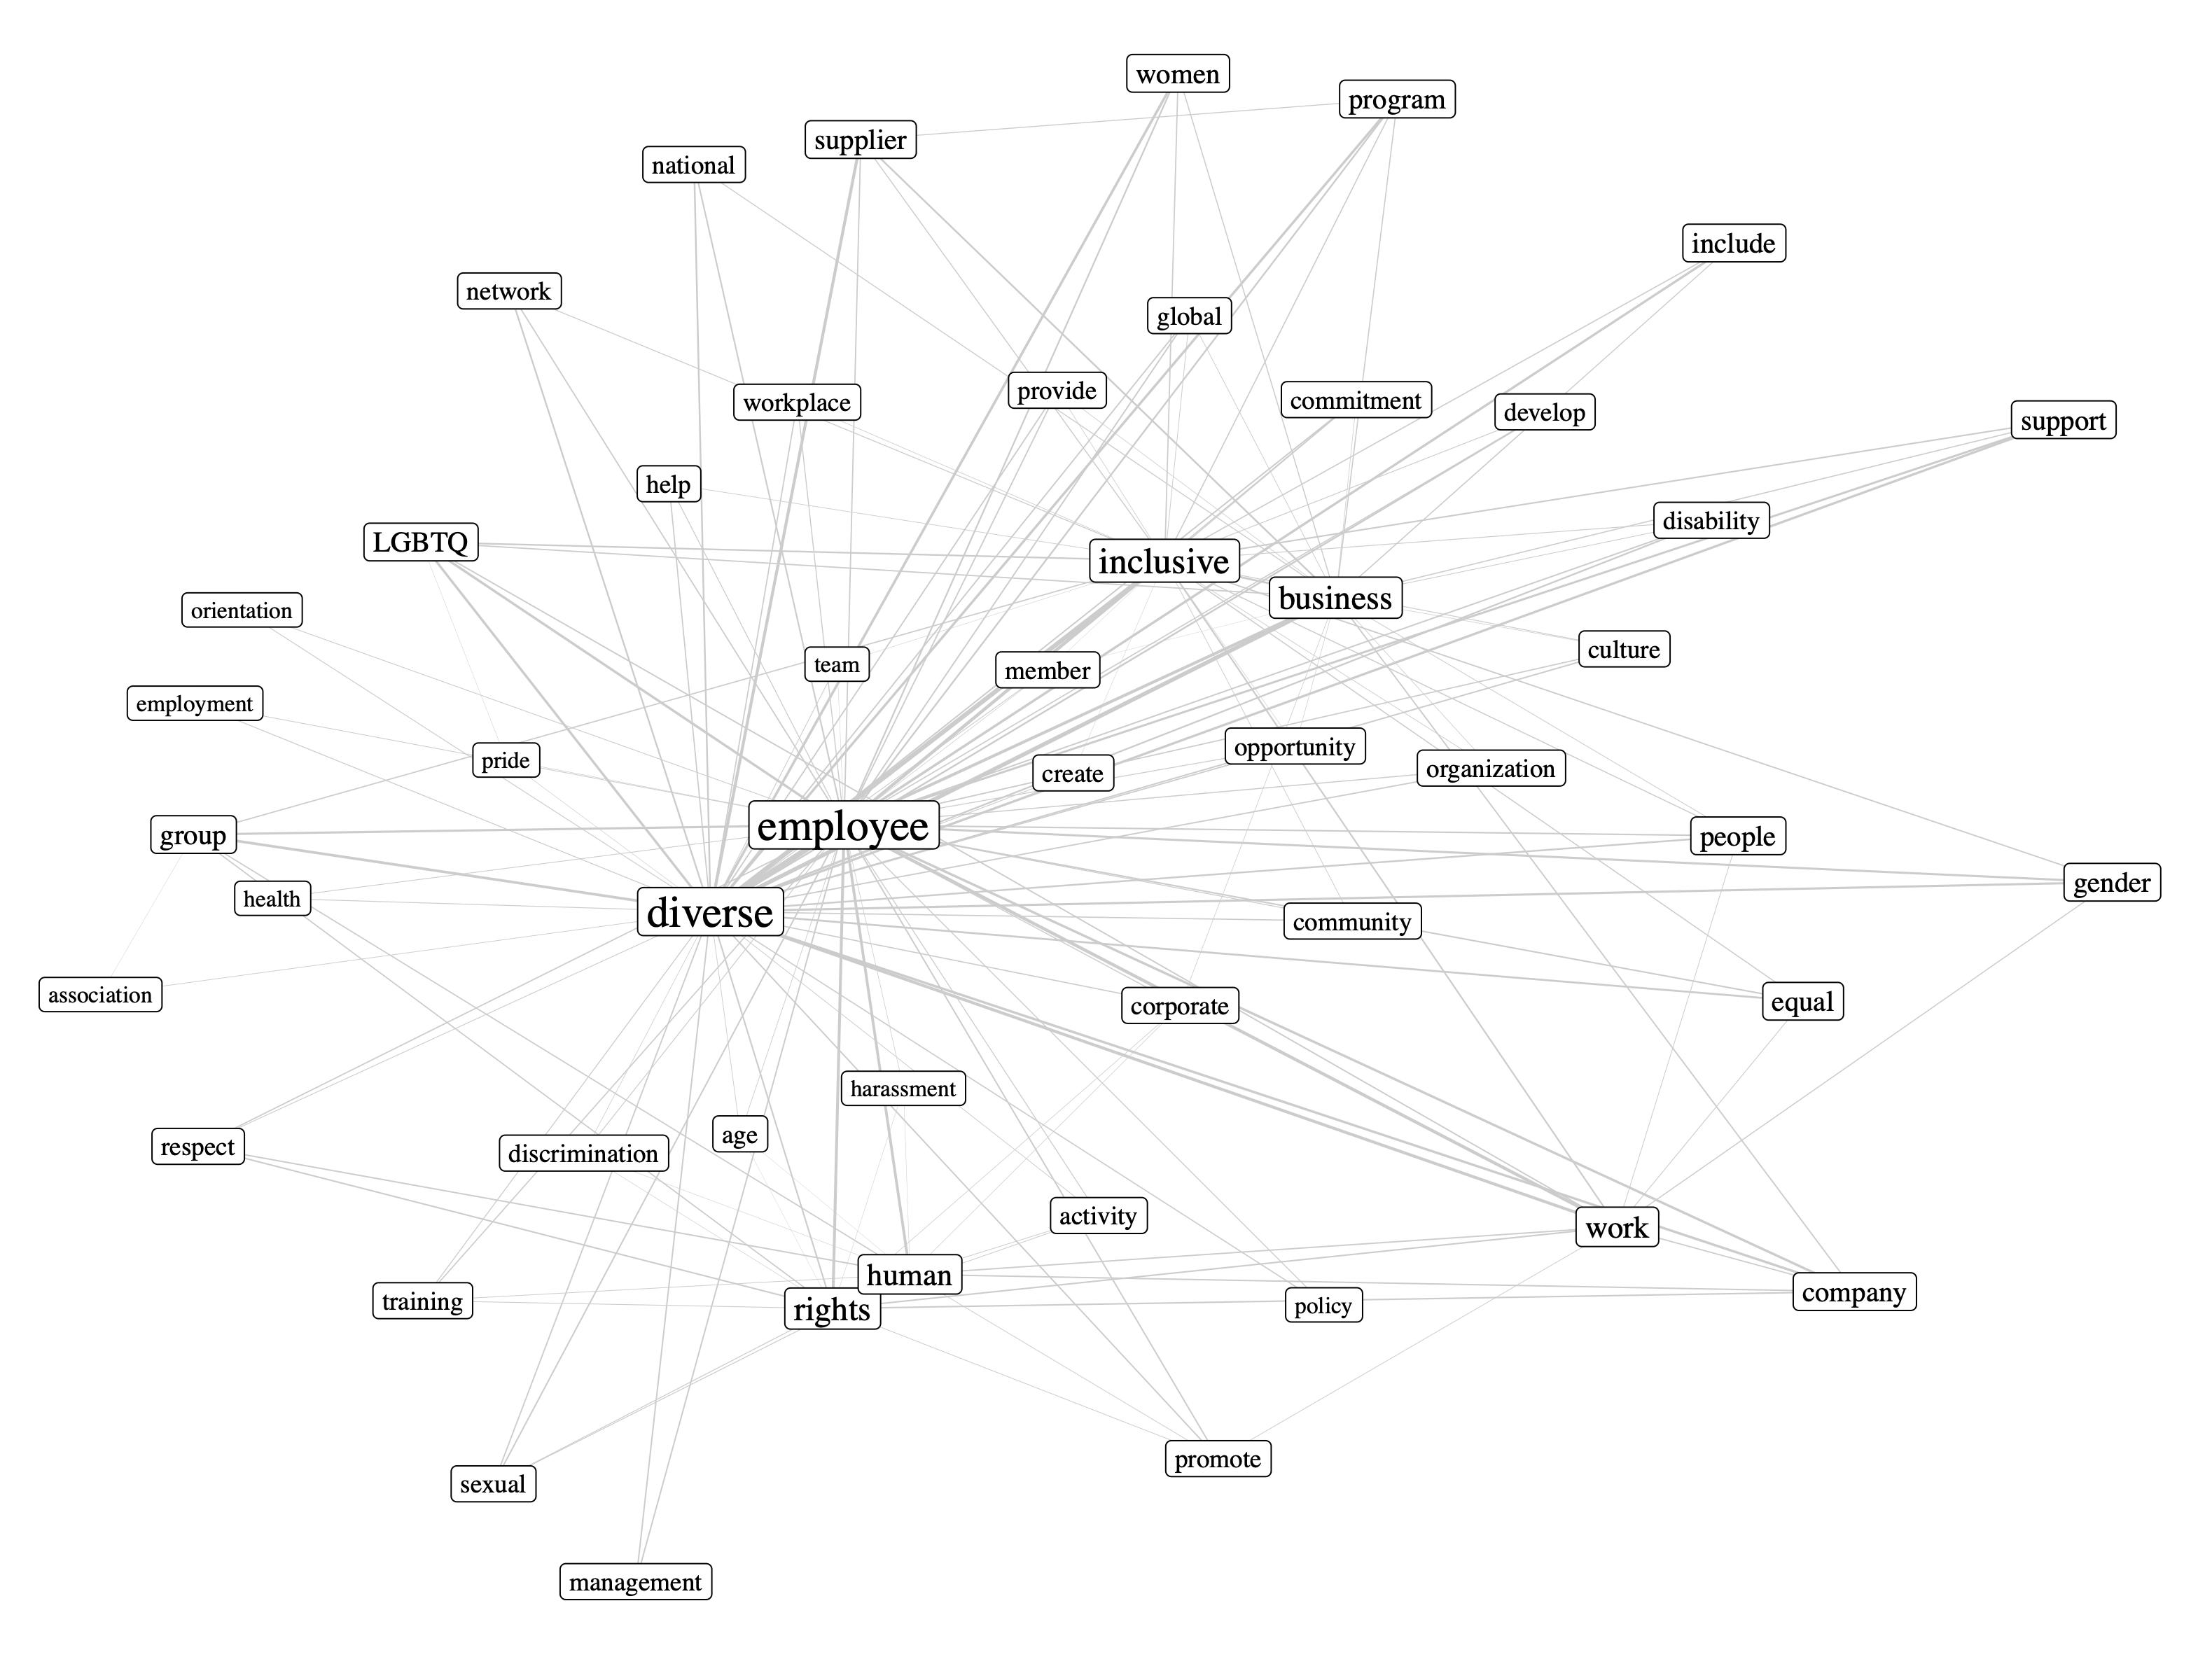 women
program
supplier
national
include
network
global
provide
commitment
workplace
develop
support
help
disability
LGBTQ
inclusive
business
orientation
culture
team
member
employment
opportunity
pride
create
organization
employee
group
people
gender
health
diverse
community
association
equal
corporate
harassment
age
respect
discrimination
activity
work
human
training
rights
policy
company
promote
sexual
management